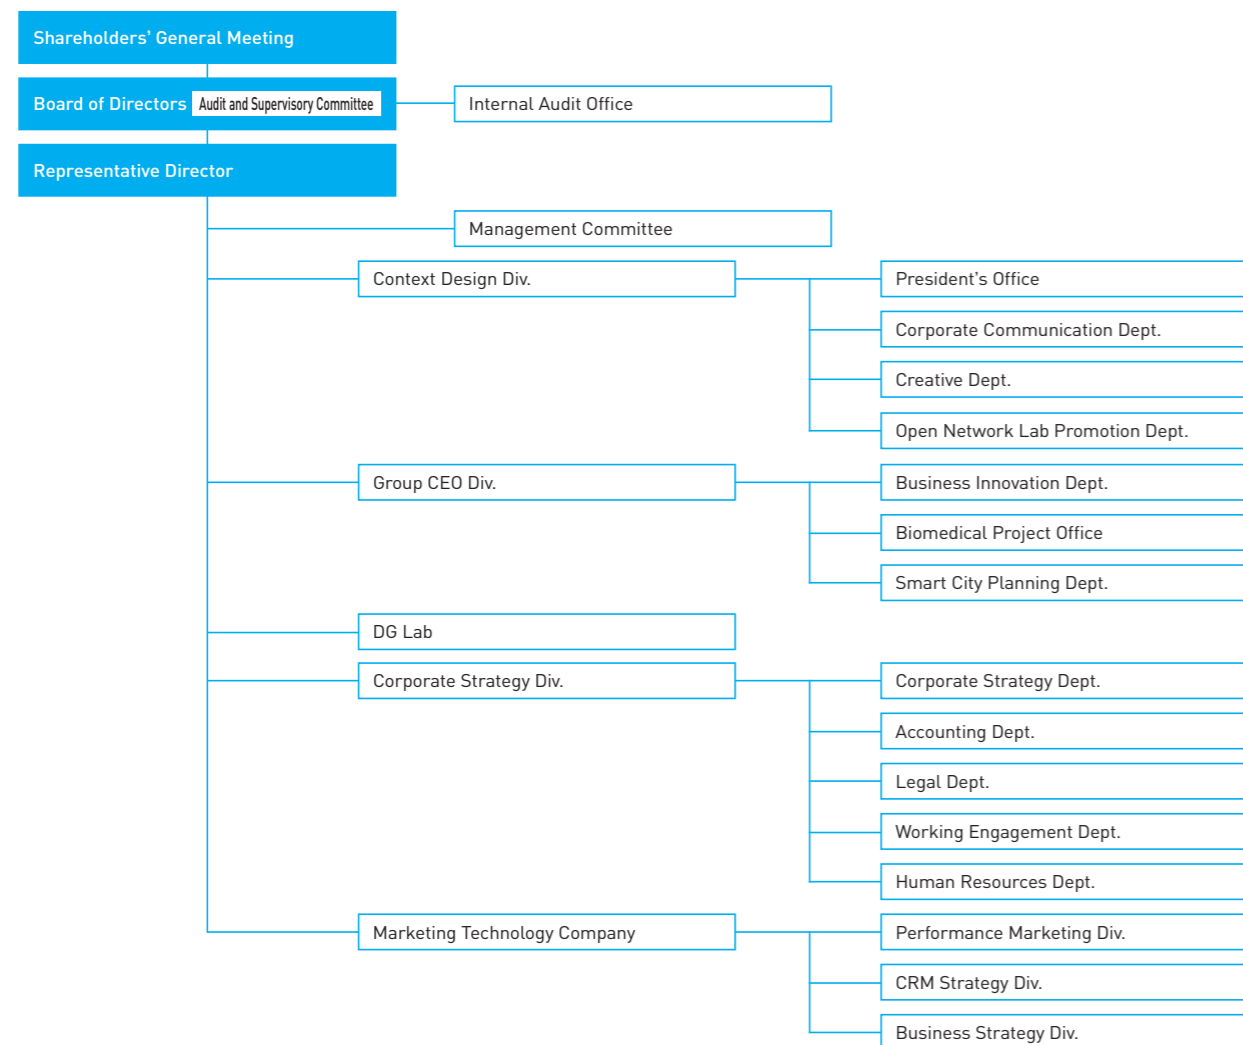 Shareholders’ General Meeting
Board of Directors Audit and Supervisory Committee
Internal Audit Office
Representative Director
Management Committee
Context Design Div.
President’s Office
Corporate Communication Dept.
Creative Dept.
Open Network Lab Promotion Dept.
Group CEO Div.
Business Innovation Dept.
Biomedical Project Office
Smart City Planning Dept.
DG Lab
Corporate Strategy Div.
Corporate Strategy Dept.
Accounting Dept.
Legal Dept.
Working Engagement Dept.
Human Resources Dept.
Marketing Technology Company
Performance Marketing Div.
CRM Strategy Div.
Business Strategy Div.